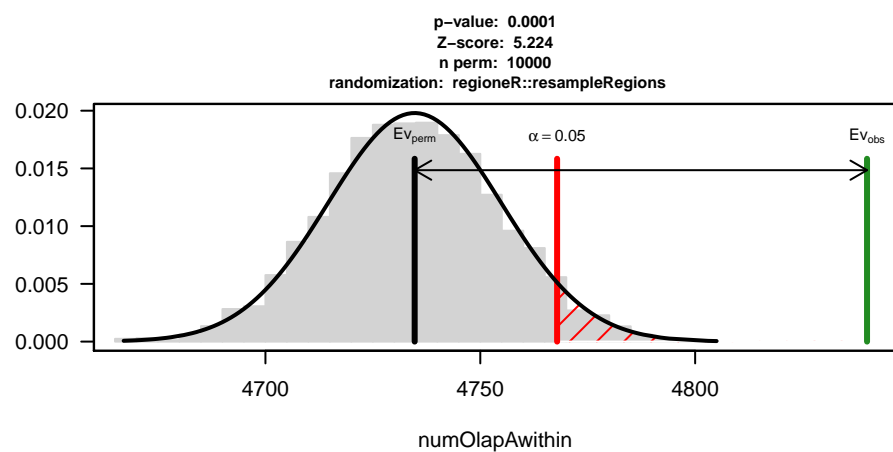 p−value: 0.0001
Z−score: 5.224
n perm: 10000
randomization: regioneR::resampleRegions
0.020
0.015
0.010
0.005
0.000
Evperm
α = 0.05
Evobs
4700 4750 4800
numOlapAwithin